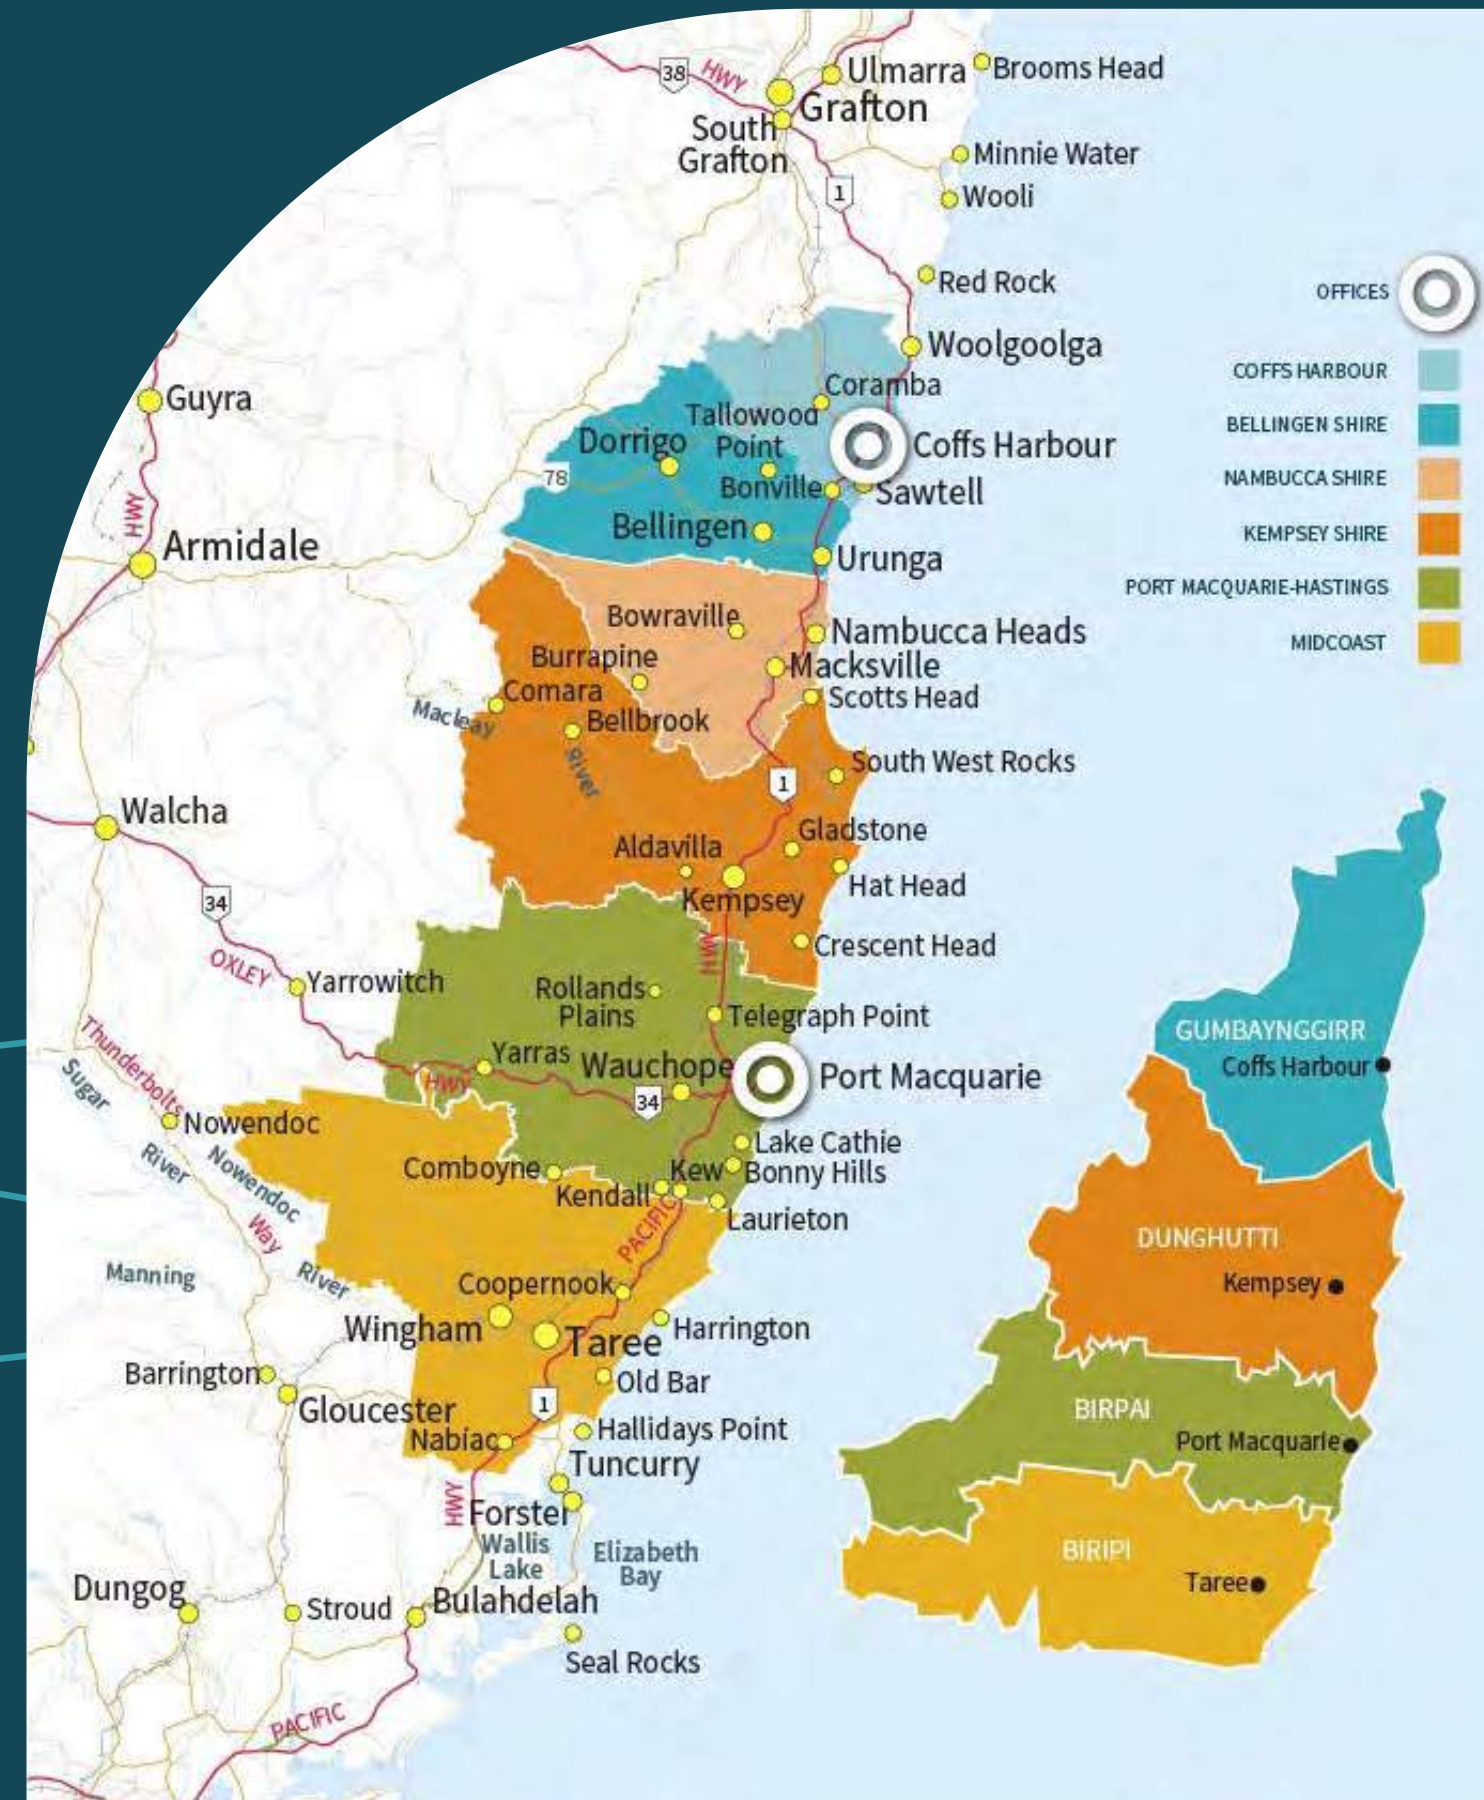 38
HWY
Ulmarra
Brooms Head
Grafton
South
Grafton
Minnie Water
1
Wooli
Red Rock
OFFICES
Woolgoolga
COFFS HARBOUR
Guyra
Coramba
Tallowood
Point
BELLINGEN SHIRE
Dorrigo
Coffs Harbour
78
Bonville
Sawtell
NAMBUCCA SHIRE
HWY
Bellingen
KEMPSEY SHIRE
Armidale
Urunga
PORT MACQUARIE-HASTINGS
Bowraville
Nambucca Heads
MIDCOAST
Burrapine
Macksville
Comara
Scotts Head
Macleay
Bellbrook
River
South West Rocks
1
Walcha
Gladstone
Aldavilla
Hat Head
34
Kempsey
HWY
Crescent Head
OXLEY
Yarrowitch
Rollands
Plains
Telegraph Point
Thunderbolts
Yarras
Wauchope
Sugar
HWY
34
Port Macquarie
Nowendoc
Lake Cathie
River
Nowendoc
Comboyne
Kew
Bonny Hills
Kendall
Laurieton
Way
PACIFIC
Manning
River
Coopernook
Wingham
Taree
Harrington
Barrington
Old Bar
Gloucester
1
Nabiac
Hallidays Point
Tuncurry
HWY
Forster
Wallis
Lake
Elizabeth
Bay
Dungog
Stroud
Bulahdelah
Seal Rocks
PACIFIC
GUMBAYNGGIRR
Coffs Harbour
DUNGHUTTI
Kempsey
BIRPAI
Port Macquarie
BIRIPI
Taree